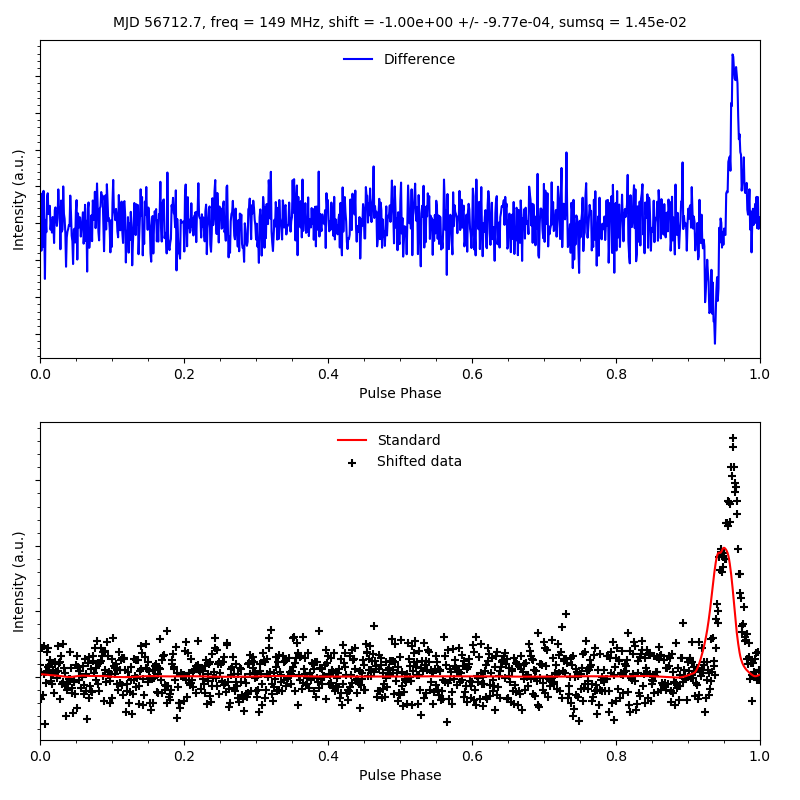 MJD 56712.7, freq = 149 MHz, shift = -1.00e+00 +/- -9.77e-04, sumsq = 1.45e-02
Difference
Intensity (a.u.)
0.0 0.2 0.4 0.6 0.8 1.0
Pulse Phase
Standard
Shifted data
Intensity (a.u.)
0.0 0.2 0.4 0.6 0.8 1.0
Pulse Phase